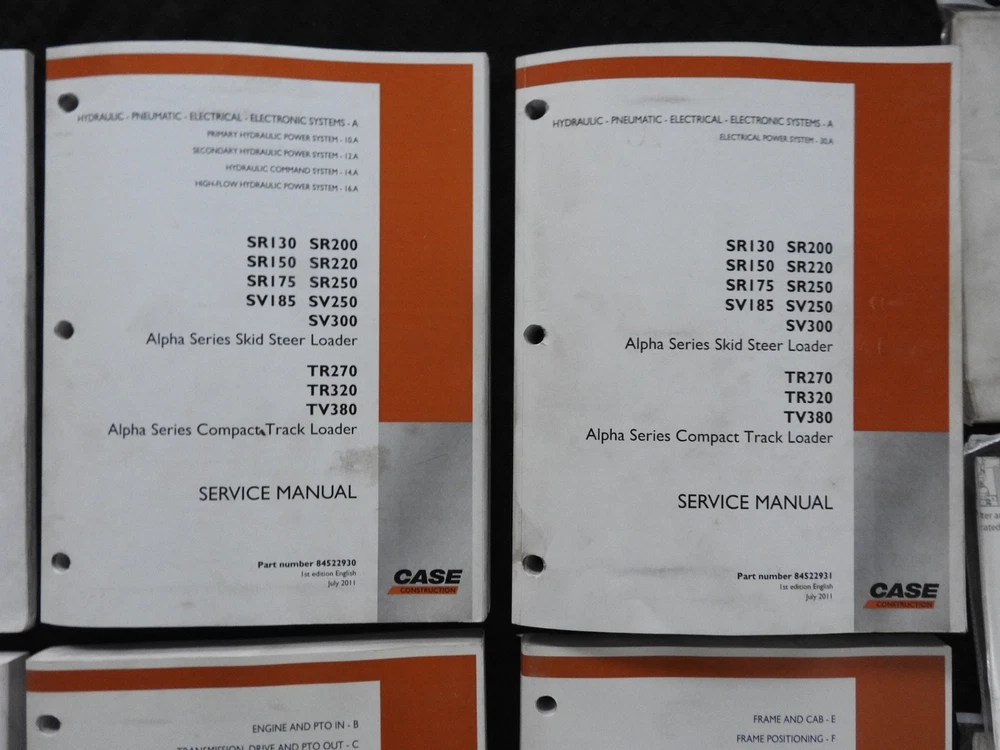 HYDRAULIC - PNEUMATIC - ELECTRICAL - ELECTRONIC SYSTEMS - A
PRIMARY HYDRAULIC POWER SYSTEM - 10.A
SECONDARY HYDRAULIC POWER SYSTEM - 12.A
HYDRAULIC COMMAND SYSTEM - 14.A
HIGH-FLOW HYDRAULIC POWER SYSTEM - 16.A
SR130 SR200
SR150 SR220
SR175 SR250
SV185 SV250
SV300
Alpha Series Skid Steer Loader
TR270
TR320
TV380
Alpha Series Compact Track Loader
SERVICE MANUAL
Part number 84522930
1st edition English
July 2011
CASE
CONSTRUCTION
HYDRAULIC - PNEUMATIC - ELECTRICAL - ELECTRONIC SYSTEMS - A
ELECTRICAL POWER SYSTEM - 30.A
SR130 SR200
SR150 SR220
SR175 SR250
SV185 SV250
SV300
Alpha Series Skid Steer Loader
TR270
TR320
TV380
Alpha Series Compact Track Loader
SERVICE MANUAL
Part number 84522931
1st edition English
July 2011
CASE
CONSTRUCTION
ENGINE AND PTO IN - B
TRANSMISSION, DRIVE AND PTO OUT - C
FRAME AND CAB - E
FRAME POSITIONING - F